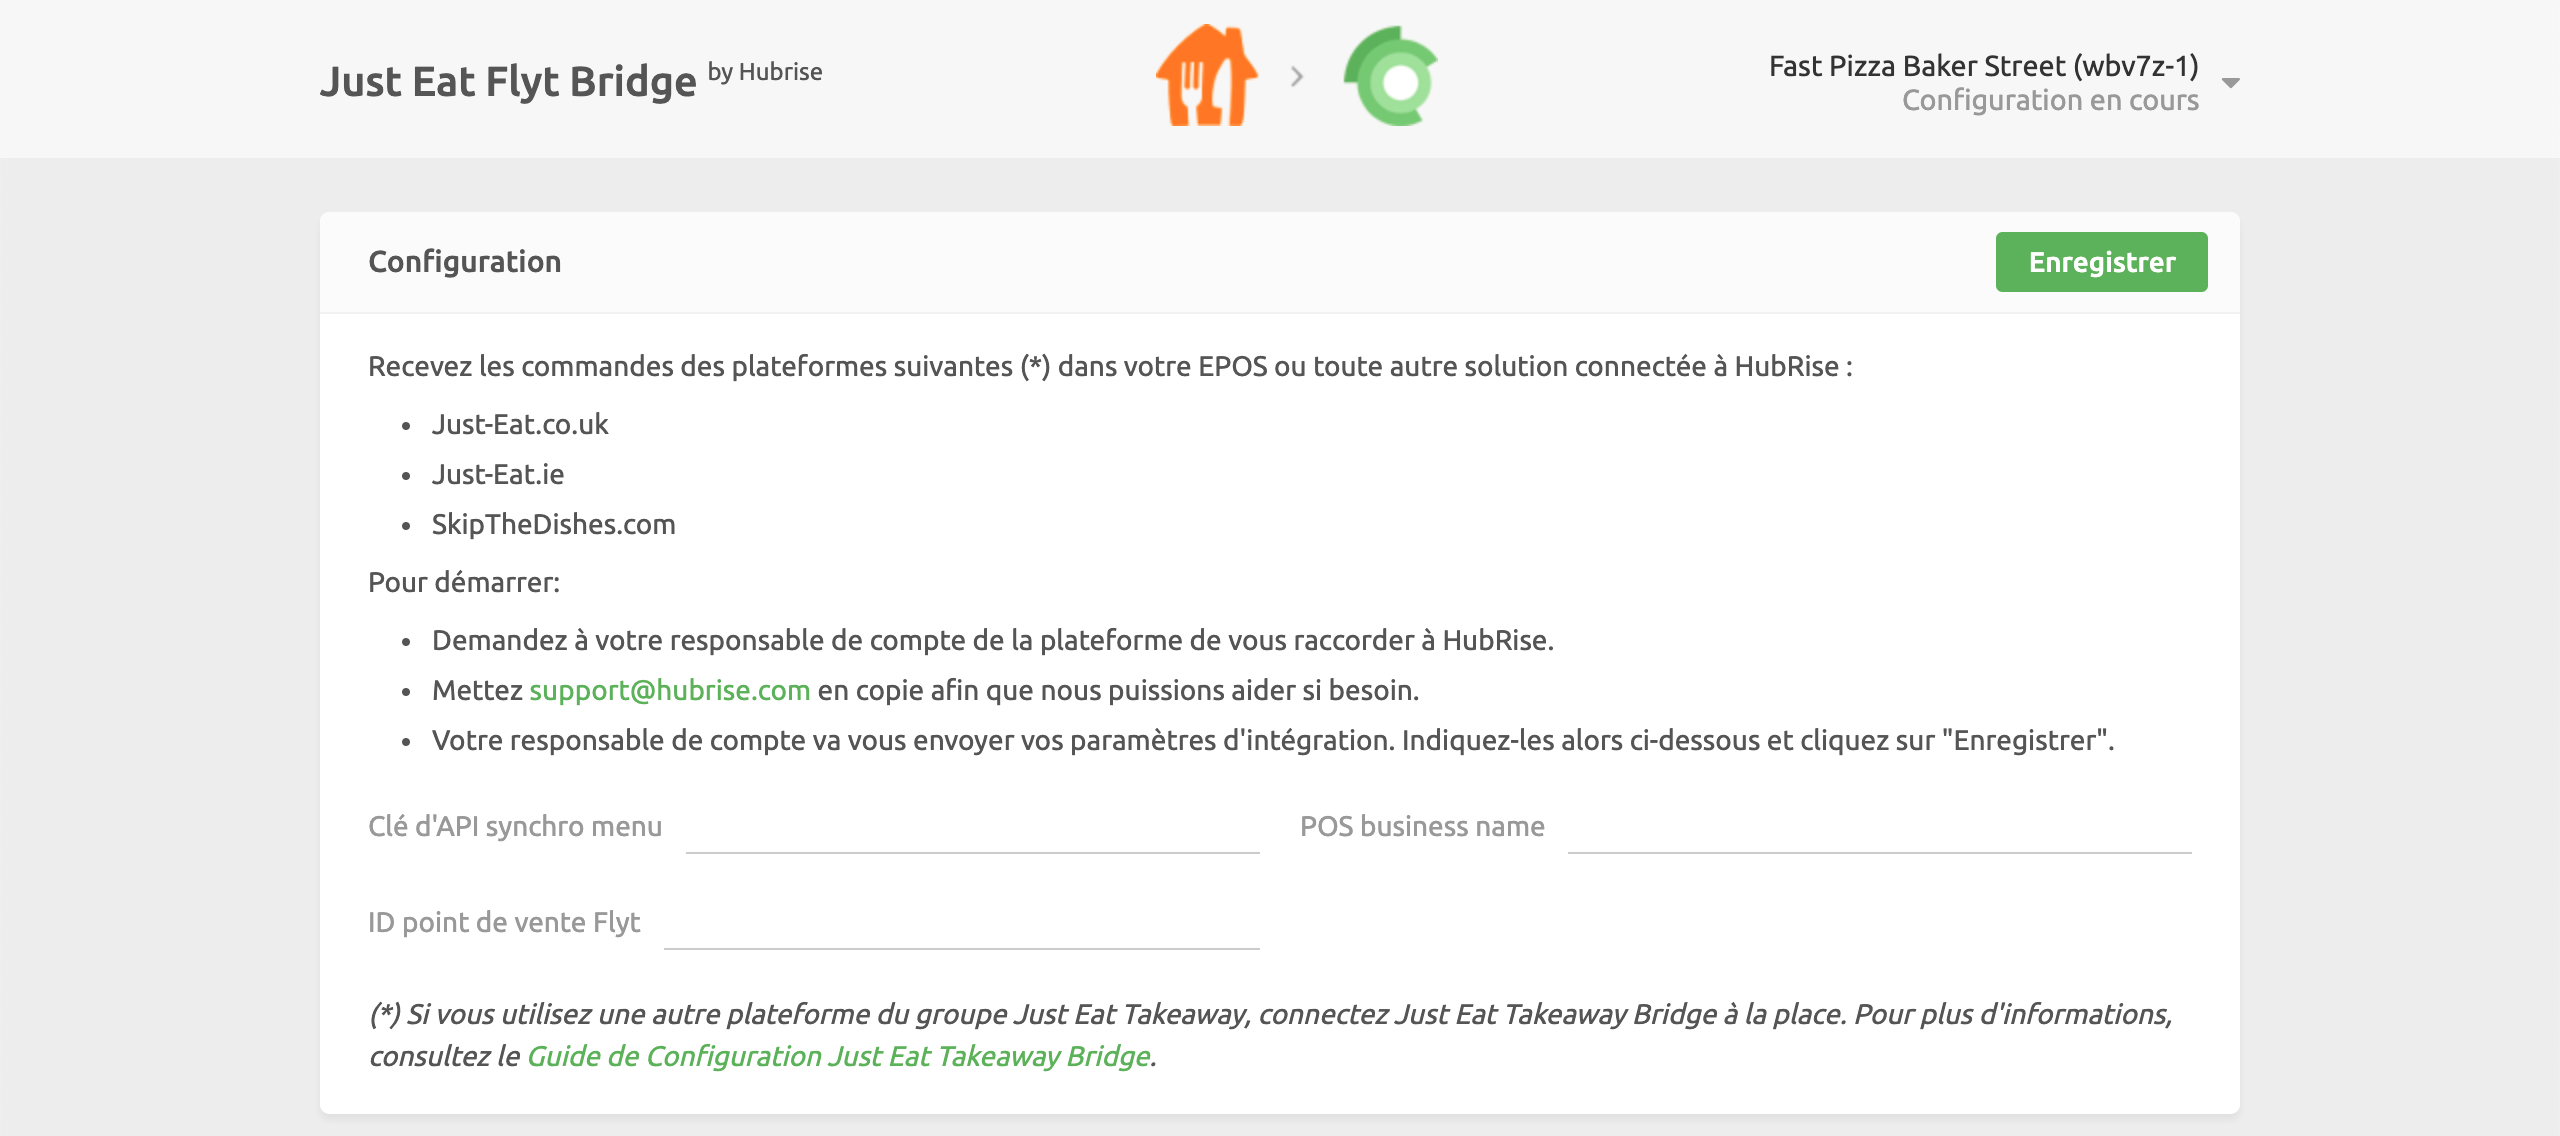 Just Eat Flyt Bridge by Hubrise
Fast Pizza Baker Street (wbv7z-1)
Configuration en cours
Configuration
Enregistrer
Recevez les commandes des plateformes suivantes (*) dans votre EPOS ou toute autre solution connectée à HubRise :
• Just-Eat.co.uk
• Just-Eat.ie
• SkipTheDishes.com
Pour démarrer:
• Demandez à votre responsable de compte de la plateforme de vous raccorder à HubRise.
• Mettez support@hubrise.com en copie afin que nous puissions aider si besoin.
• Votre responsable de compte va vous envoyer vos paramètres d'intégration. Indiquez-les alors ci-dessous et cliquez sur "Enregistrer".
Clé d'API synchro menu
POS business name
ID point de vente Flyt
(*) Si vous utilisez une autre plateforme du groupe Just Eat Takeaway, connectez Just Eat Takeaway Bridge à la place. Pour plus d'informations,
consultez le Guide de Configuration Just Eat Takeaway Bridge.